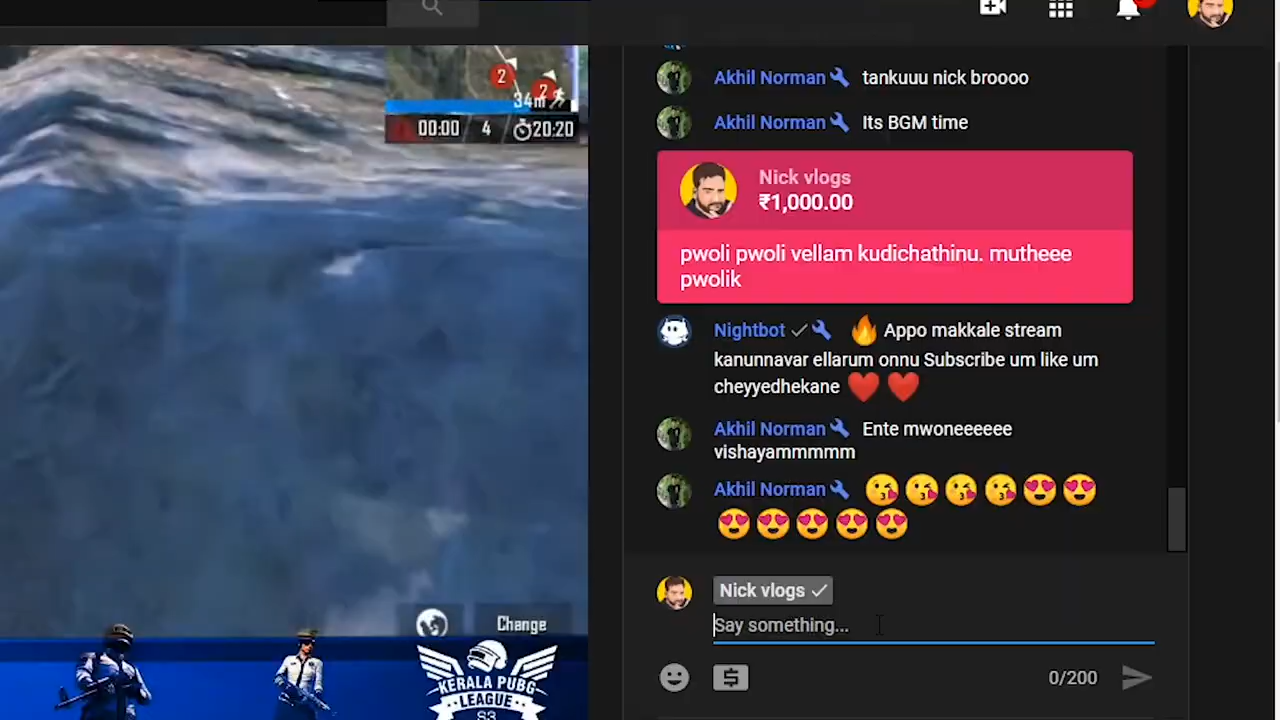 2
2
34m
00:00 4 20:20
Akhil Norman tankuuu nick broooo
Akhil Norman Its BGM time
Nick vlogs
₹1,000.00
pwoli pwoli vellam kudichathinu. mutheee
pwolik
Nightbot 🔥 Appo makkale stream
kanunnavar ellarum onnu Subscribe um like um
cheyyedhekane ❤️ ❤️
Akhil Norman Ente mwoneeeeee
vishayammmmm
Akhil Norman 😘😘😘😘😍😍
😍😍😍😍😍
Nick vlogs
Say something...
0/200
Change
KERALA PUBG
LEAGUE
S3